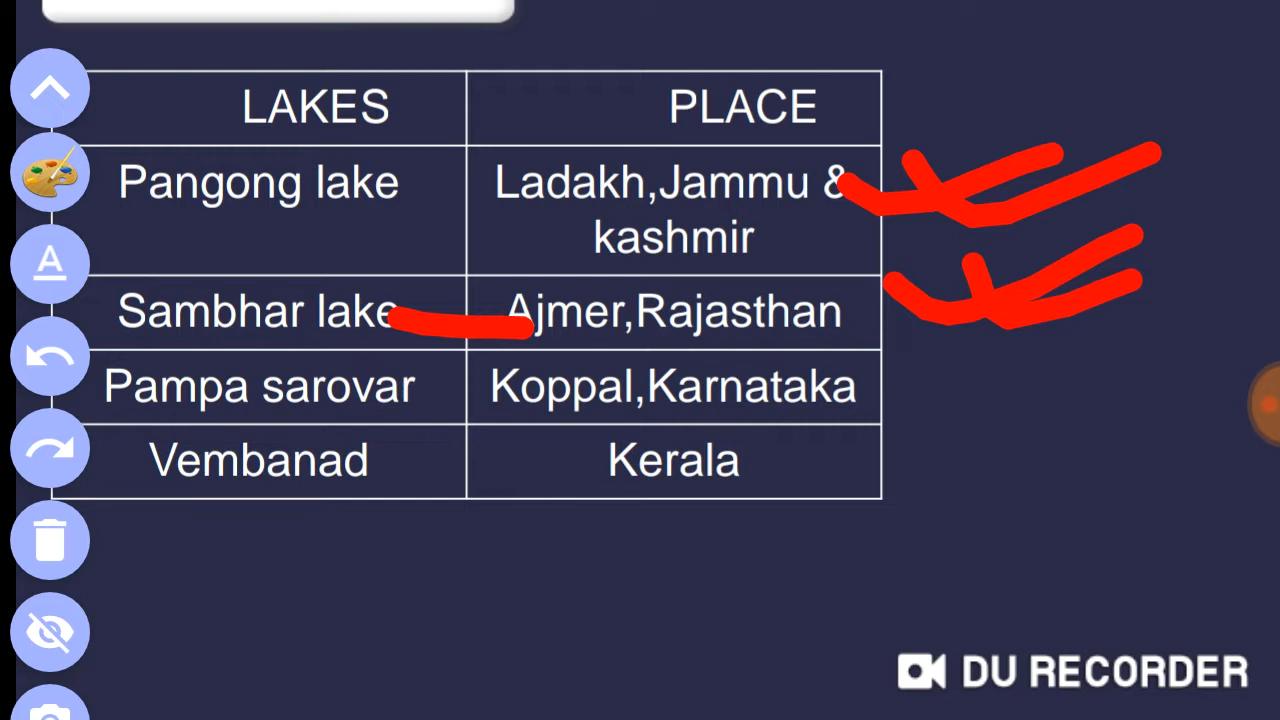 LAKES PLACE
Pangong lake Ladakh,Jammu &
kashmir
Sambhar lake Ajmer,Rajasthan
Pampa sarovar Koppal,Karnataka
Vembanad Kerala
A
DU RECORDER